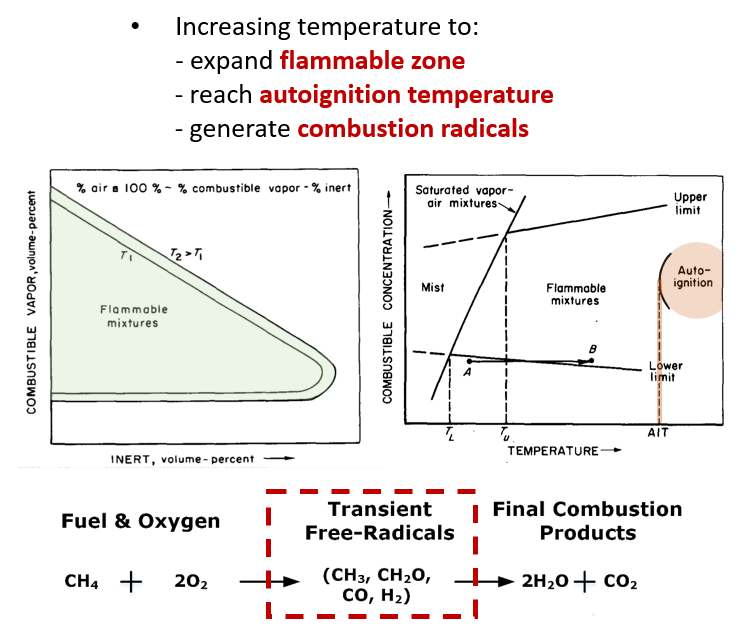 • Increasing temperature to:
- expand flammable zone
- reach autoignition temperature
- generate combustion radicals
% air = 100 % - % combustible vapor - % inert
COMBUSTIBLE VAPOR, volume-percent
T₁
T₂ > T₁
Flammable
mixtures
INERT, volume-percent →
COMBUSTIBLE CONCENTRATION →
Saturated vapor-
air mixtures
Upper
limit
Mist
Flammable
mixtures
Auto-
ignition
A
B
Lower
limit
T_L
T_u
AIT
TEMPERATURE →
Fuel & Oxygen
Transient
Free-Radicals
Final Combustion
Products
CH₄ + 2O₂ → (CH₃, CH₂O, → 2H₂O + CO₂
CO, H₂)